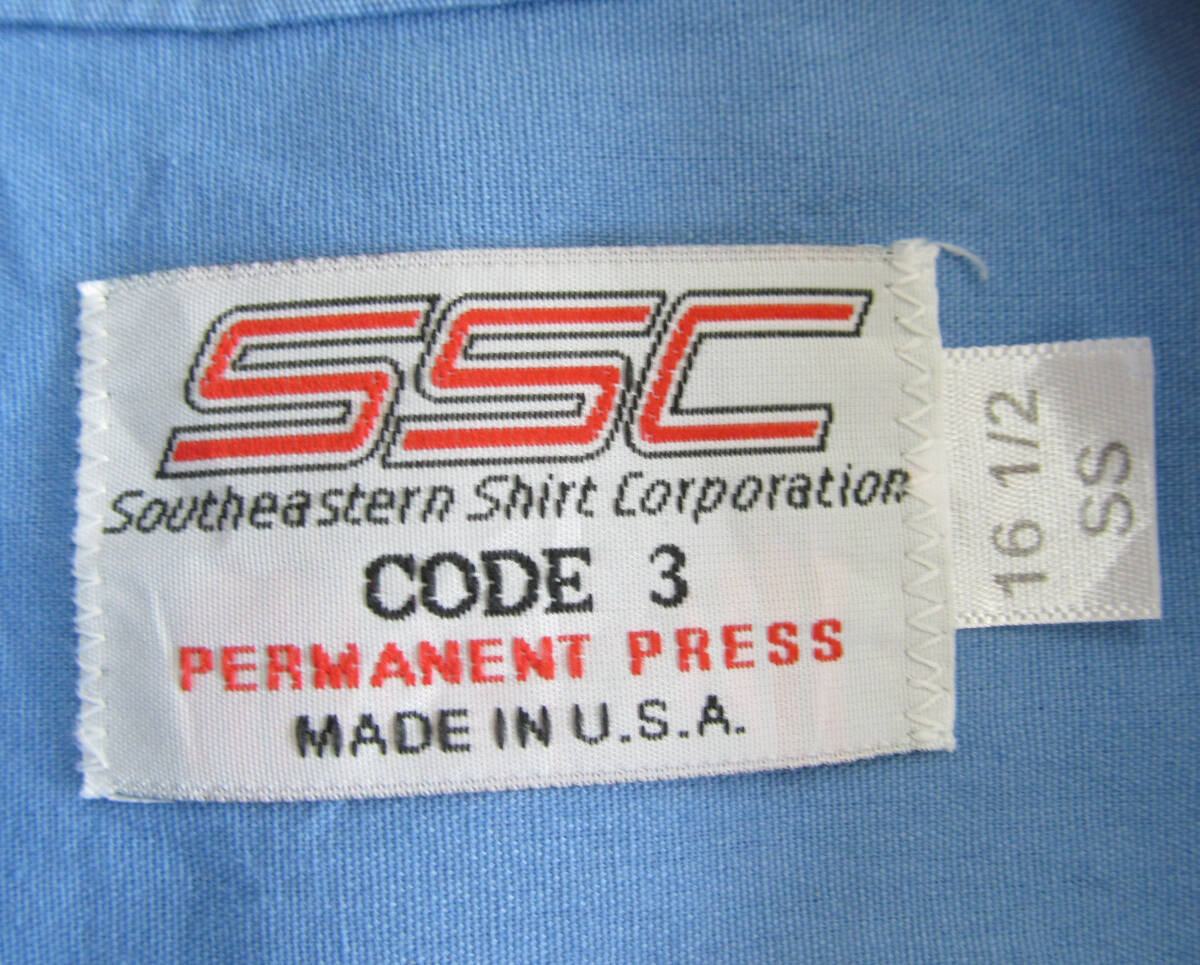 SSC
Southeastern Shirt Corporation
CODE 3
PERMANENT PRESS
MADE IN U.S.A.
16 1/2
SS